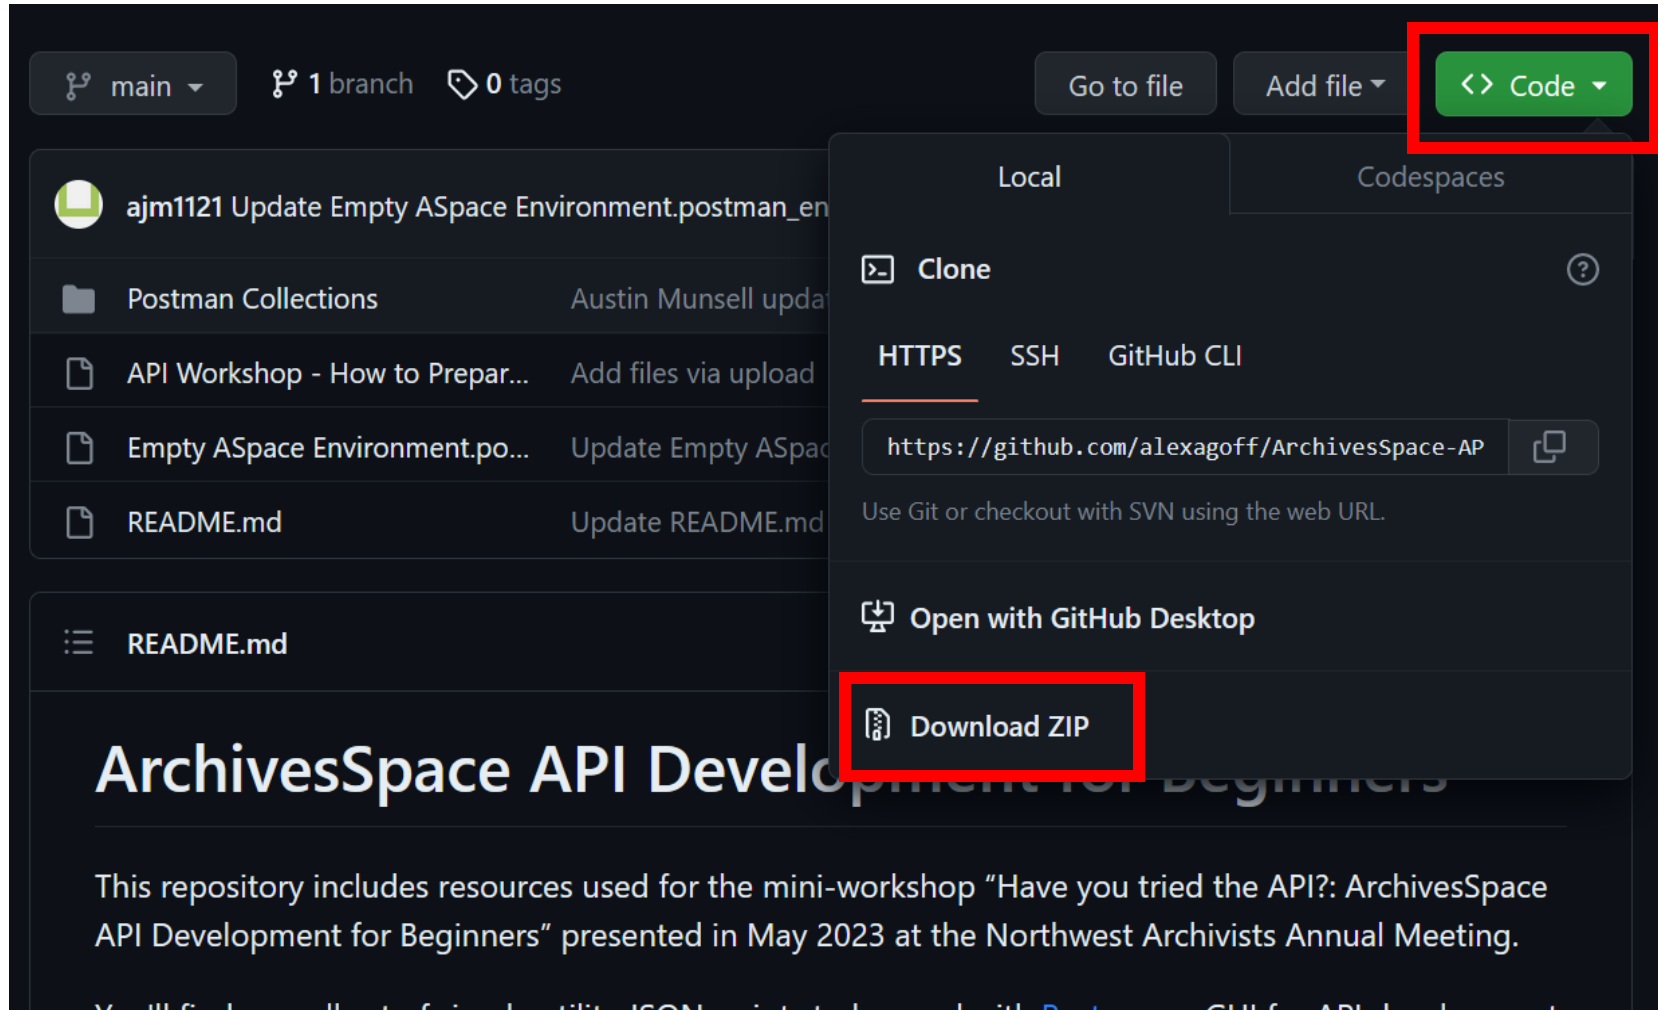 main
1 branch
0 tags
Go to file
Add file
Code
ajm1121 Update Empty ASpace Environment.postman_en
Postman Collections
Austin Munsell upda
API Workshop - How to Prepar...
Add files via upload
Empty ASpace Environment.po...
Update Empty ASpac
README.md
Update README.md
Local
Codespaces
Clone
HTTPS
SSH
GitHub CLI
https://github.com/alexagoff/ArchivesSpace-AP
Use Git or checkout with SVN using the web URL.
Open with GitHub Desktop
Download ZIP
README.md
ArchivesSpace API Development for Beginners
This repository includes resources used for the mini-workshop “Have you tried the API?: ArchivesSpace
API Development for Beginners” presented in May 2023 at the Northwest Archivists Annual Meeting.